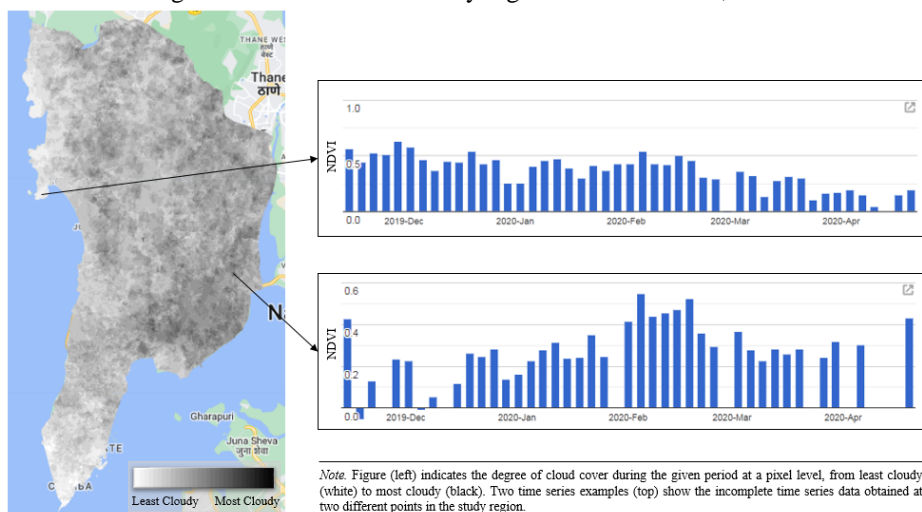 THANE WES
ठाणे
वेस्ट
Thane
ठाणे
Gharapuri
Juna Sheva
जुना शेवा
Least Cloudy Most Cloudy
NDVI
1.0
0.5
0.0
2019-Dec 2020-Jan 2020-Feb 2020-Mar 2020-Apr
NDVI
0.6
0.4
0.2
0.0
2019-Dec 2020-Jan 2020-Feb 2020-Mar 2020-Apr
Note. Figure (left) indicates the degree of cloud cover during the given period at a pixel level, from least cloudy
(white) to most cloudy (black). Two time series examples (top) show the incomplete time series data obtained at
two different points in the study region.